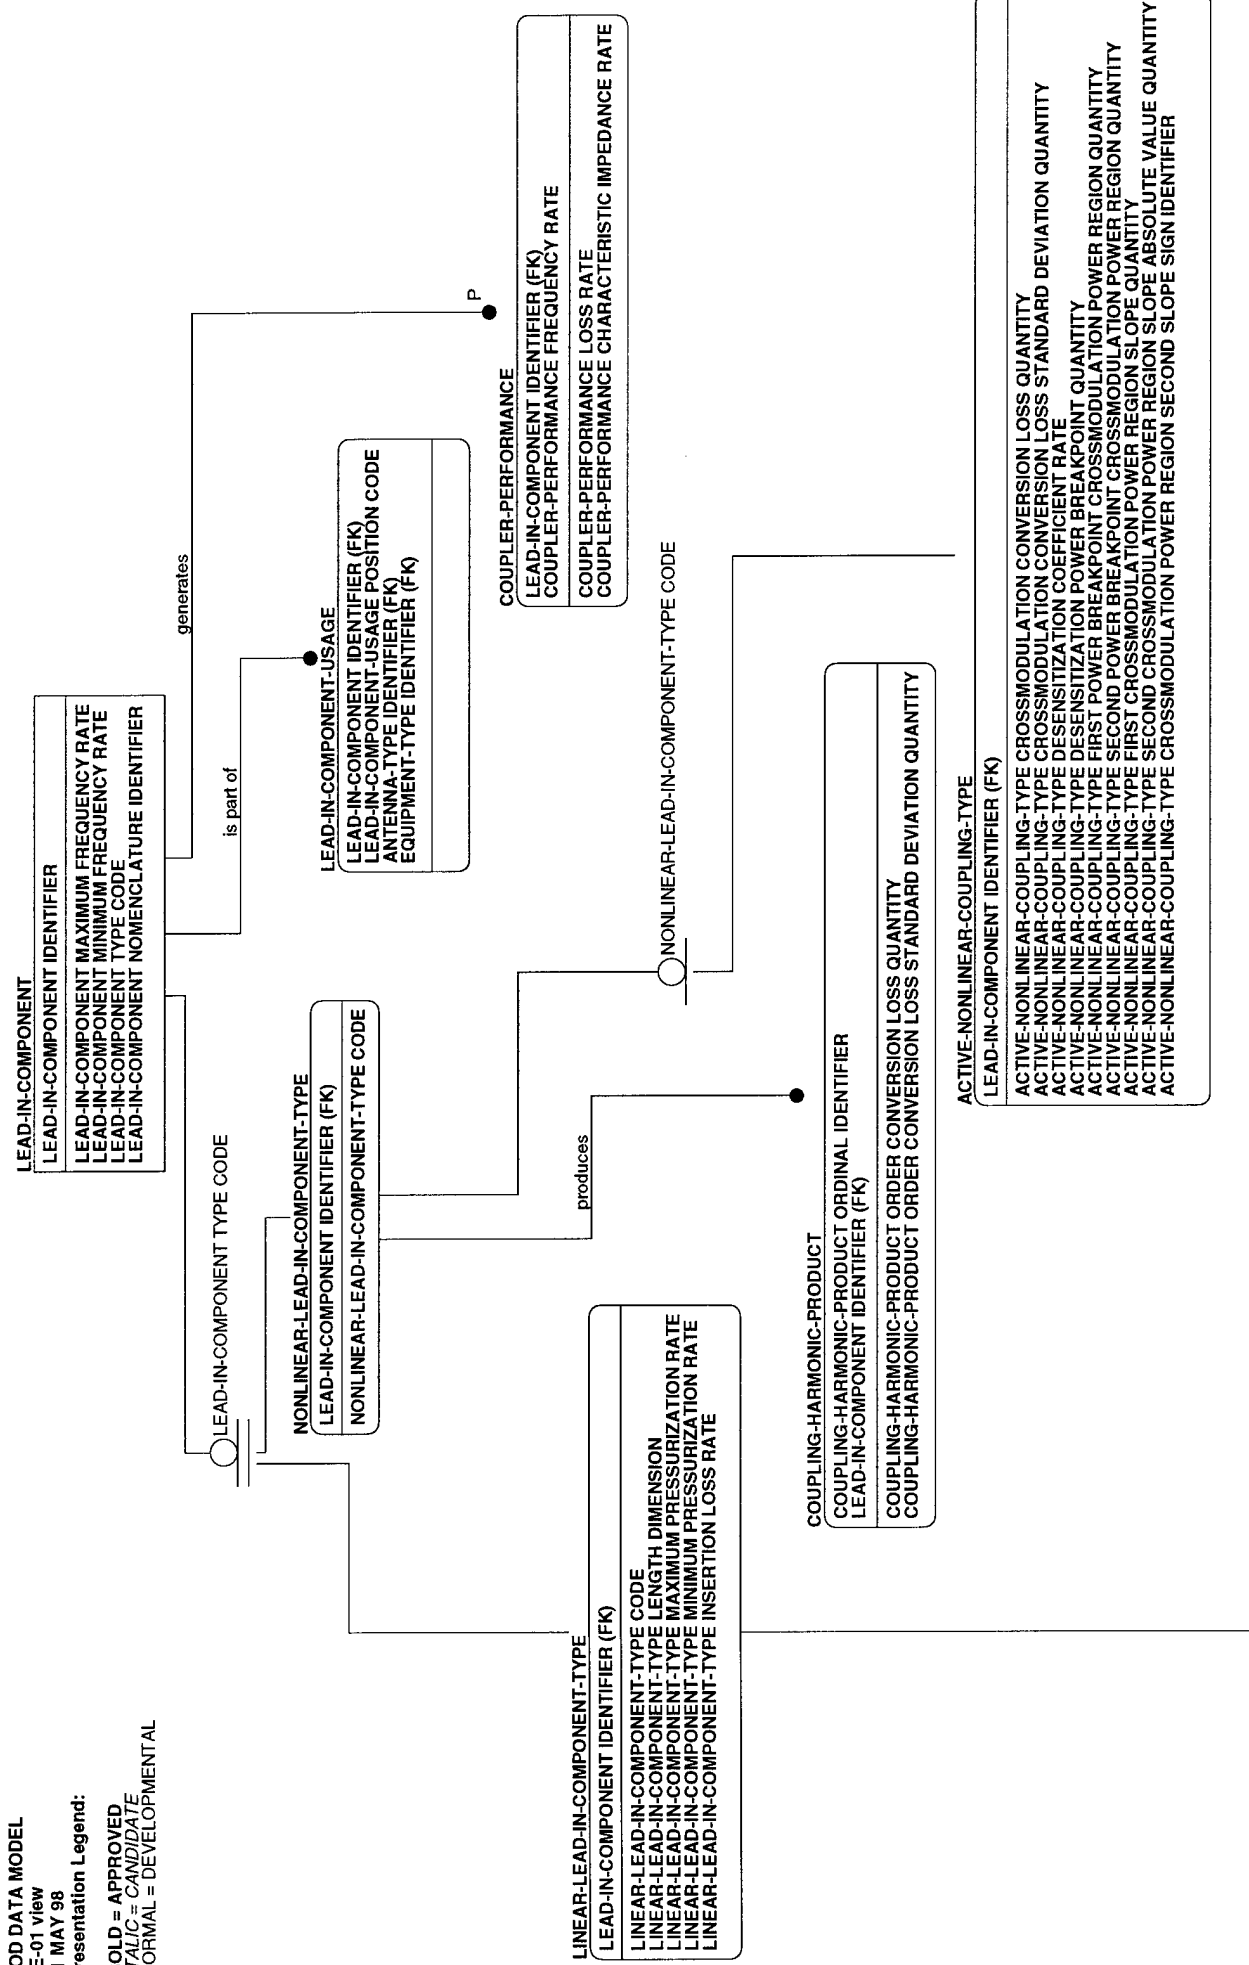 OD DATA MODEL
E-01 view
MAY 98
resentation Legend:
OLD = APPROVED
TALIC = CANDIDATE
ORMAL = DEVELOPMENTAL
LEAD-IN-COMPONENT
LEAD-IN-COMPONENT IDENTIFIER
LEAD-IN-COMPONENT MAXIMUM FREQUENCY RATE
LEAD-IN-COMPONENT MINIMUM FREQUENCY RATE
LEAD-IN-COMPONENT TYPE CODE
LEAD-IN-COMPONENT NOMENCLATURE IDENTIFIER
generates
is part of
LEAD-IN-COMPONENT TYPE CODE
NONLINEAR-LEAD-IN-COMPONENT-TYPE
LEAD-IN-COMPONENT IDENTIFIER (FK)
NONLINEAR-LEAD-IN-COMPONENT-TYPE CODE
LEAD-IN-COMPONENT-USAGE
LEAD-IN-COMPONENT IDENTIFIER (FK)
LEAD-IN-COMPONENT-USAGE POSITION CODE
ANTENNA-TYPE IDENTIFIER (FK)
EQUIPMENT-TYPE IDENTIFIER (FK)
P
COUPLER-PERFORMANCE
LEAD-IN-COMPONENT IDENTIFIER (FK)
COUPLER-PERFORMANCE FREQUENCY RATE
COUPLER-PERFORMANCE LOSS RATE
COUPLER-PERFORMANCE CHARACTERISTIC IMPEDANCE RATE
LINEAR-LEAD-IN-COMPONENT-TYPE
LEAD-IN-COMPONENT IDENTIFIER (FK)
LINEAR-LEAD-IN-COMPONENT-TYPE CODE
LINEAR-LEAD-IN-COMPONENT-TYPE LENGTH DIMENSION
LINEAR-LEAD-IN-COMPONENT-TYPE MAXIMUM PRESSURIZATION RATE
LINEAR-LEAD-IN-COMPONENT-TYPE MINIMUM PRESSURIZATION RATE
LINEAR-LEAD-IN-COMPONENT-TYPE INSERTION LOSS RATE
produces
NONLINEAR-LEAD-IN-COMPONENT-TYPE CODE
COUPLING-HARMONIC-PRODUCT
COUPLING-HARMONIC-PRODUCT ORDINAL IDENTIFIER
LEAD-IN-COMPONENT IDENTIFIER (FK)
COUPLING-HARMONIC-PRODUCT ORDER CONVERSION LOSS QUANTITY
COUPLING-HARMONIC-PRODUCT ORDER CONVERSION LOSS STANDARD DEVIATION QUANTITY
ACTIVE-NONLINEAR-COUPLING-TYPE
LEAD-IN-COMPONENT IDENTIFIER (FK)
ACTIVE-NONLINEAR-COUPLING-TYPE CROSSMODULATION CONVERSION LOSS QUANTITY
ACTIVE-NONLINEAR-COUPLING-TYPE CROSSMODULATION CONVERSION LOSS STANDARD DEVIATION QUANTITY
ACTIVE-NONLINEAR-COUPLING-TYPE DESENSITIZATION COEFFICIENT RATE
ACTIVE-NONLINEAR-COUPLING-TYPE DESENSITIZATION POWER BREAKPOINT QUANTITY
ACTIVE-NONLINEAR-COUPLING-TYPE FIRST POWER BREAKPOINT CROSSMODULATION POWER REGION QUANTITY
ACTIVE-NONLINEAR-COUPLING-TYPE SECOND POWER BREAKPOINT CROSSMODULATION POWER REGION QUANTITY
ACTIVE-NONLINEAR-COUPLING-TYPE FIRST CROSSMODULATION POWER REGION SLOPE QUANTITY
ACTIVE-NONLINEAR-COUPLING-TYPE SECOND CROSSMODULATION POWER REGION SLOPE ABSOLUTE VALUE QUANTITY
ACTIVE-NONLINEAR-COUPLING-TYPE CROSSMODULATION POWER REGION SECOND SLOPE SIGN IDENTIFIER